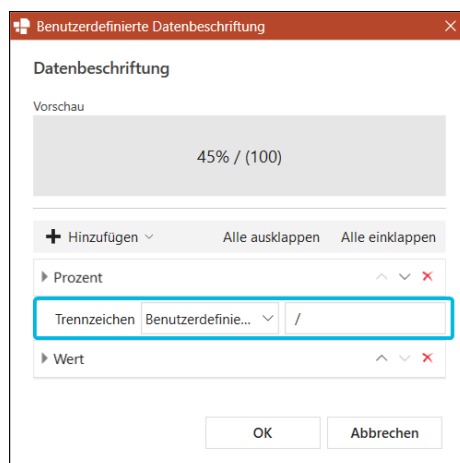 Benutzerdefinierte Datenbeschriftung
Datenbeschriftung
Vorschau
45% / (100)
Hinzufügen Alle ausklappen Alle einklappen
Prozent
Trennzeichen Benutzerdefinie... /
Wert
OK Abbrechen